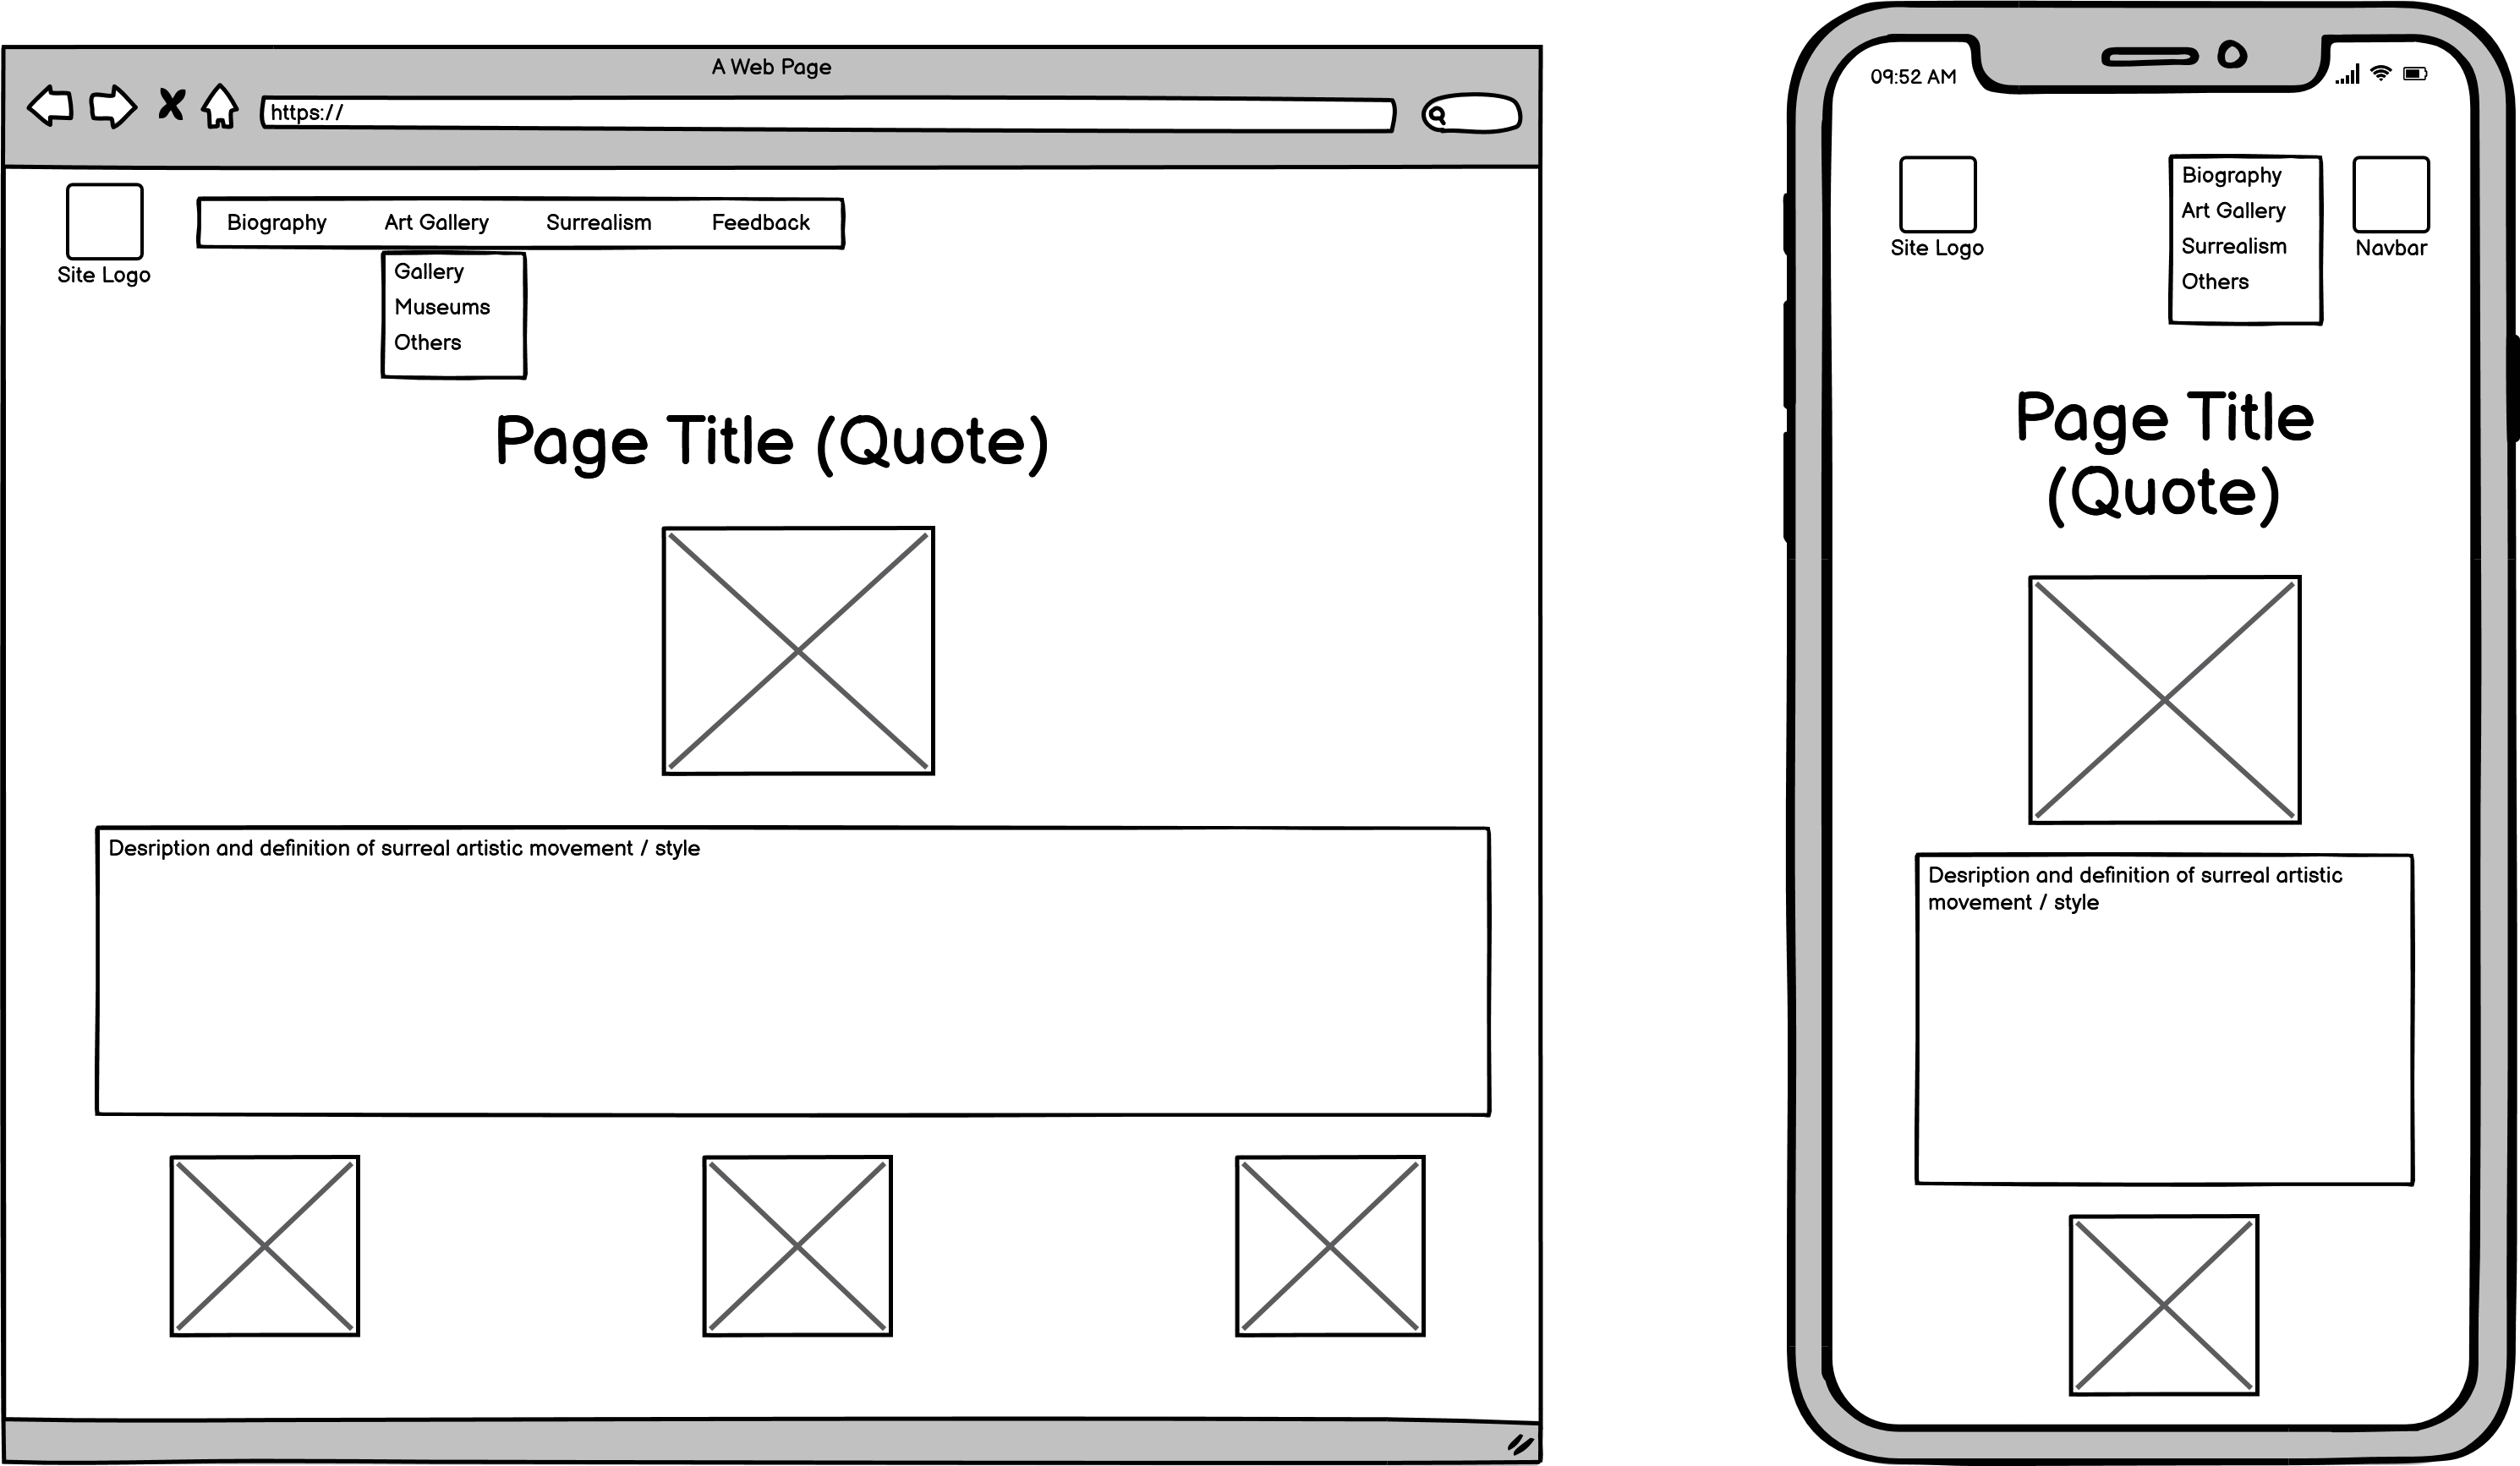 A Web Page
https://
Biography Art Gallery Surrealism Feedback
Site Logo
Gallery
Museums
Others
Page Title (Quote)
Desription and definition of surreal artistic movement / style
09:52 AM
Site Logo
Biography
Art Gallery
Surrealism
Others
Navbar
Page Title
(Quote)
Desription and definition of surreal artistic
movement / style